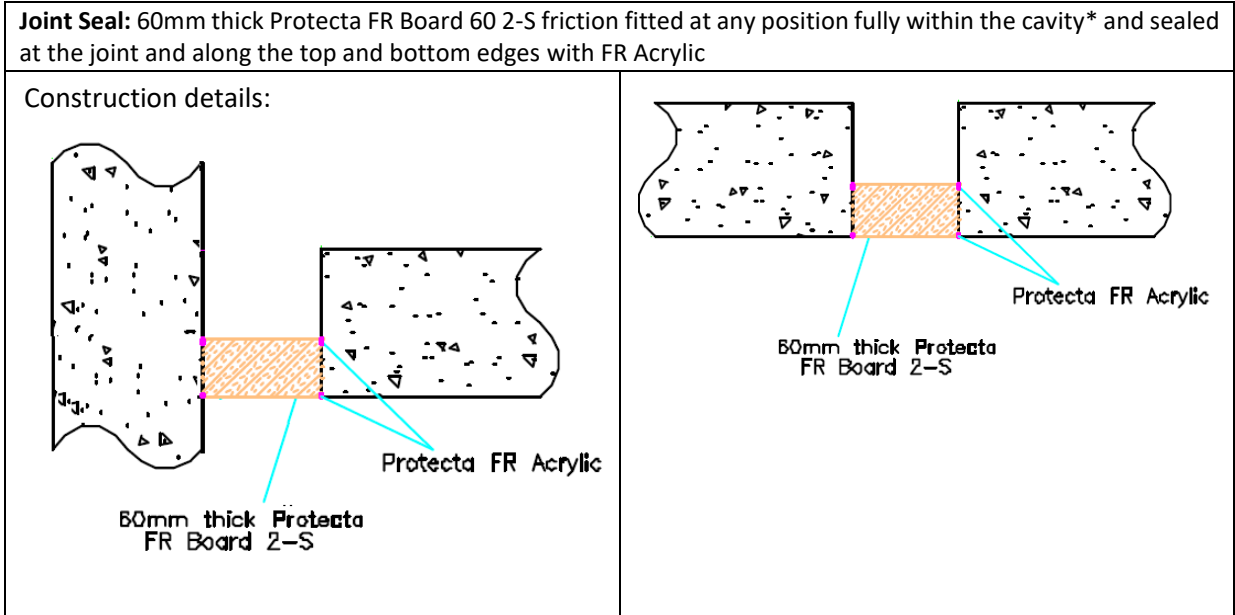 Joint Seal: 60mm thick Protecta FR Board 60 2-S friction fitted at any position fully within the cavity* and sealed
at the joint and along the top and bottom edges with FR Acrylic
Construction details:
Protecta FR Acrylic
60mm thick Protecta
FR Board 2-S
Protecta FR Acrylic
60mm thick Protecta
FR Board 2-S